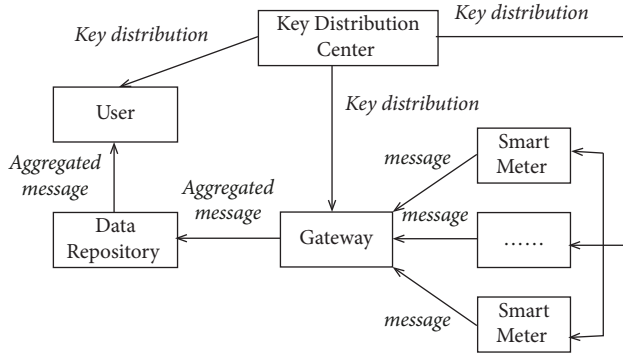 Key distribution
Key Distribution
Center
Key distribution
User
Key distribution
Aggregated
message
Aggregated
message
message
Smart
Meter
Data
Repository
Gateway
message
......
message
Smart
Meter